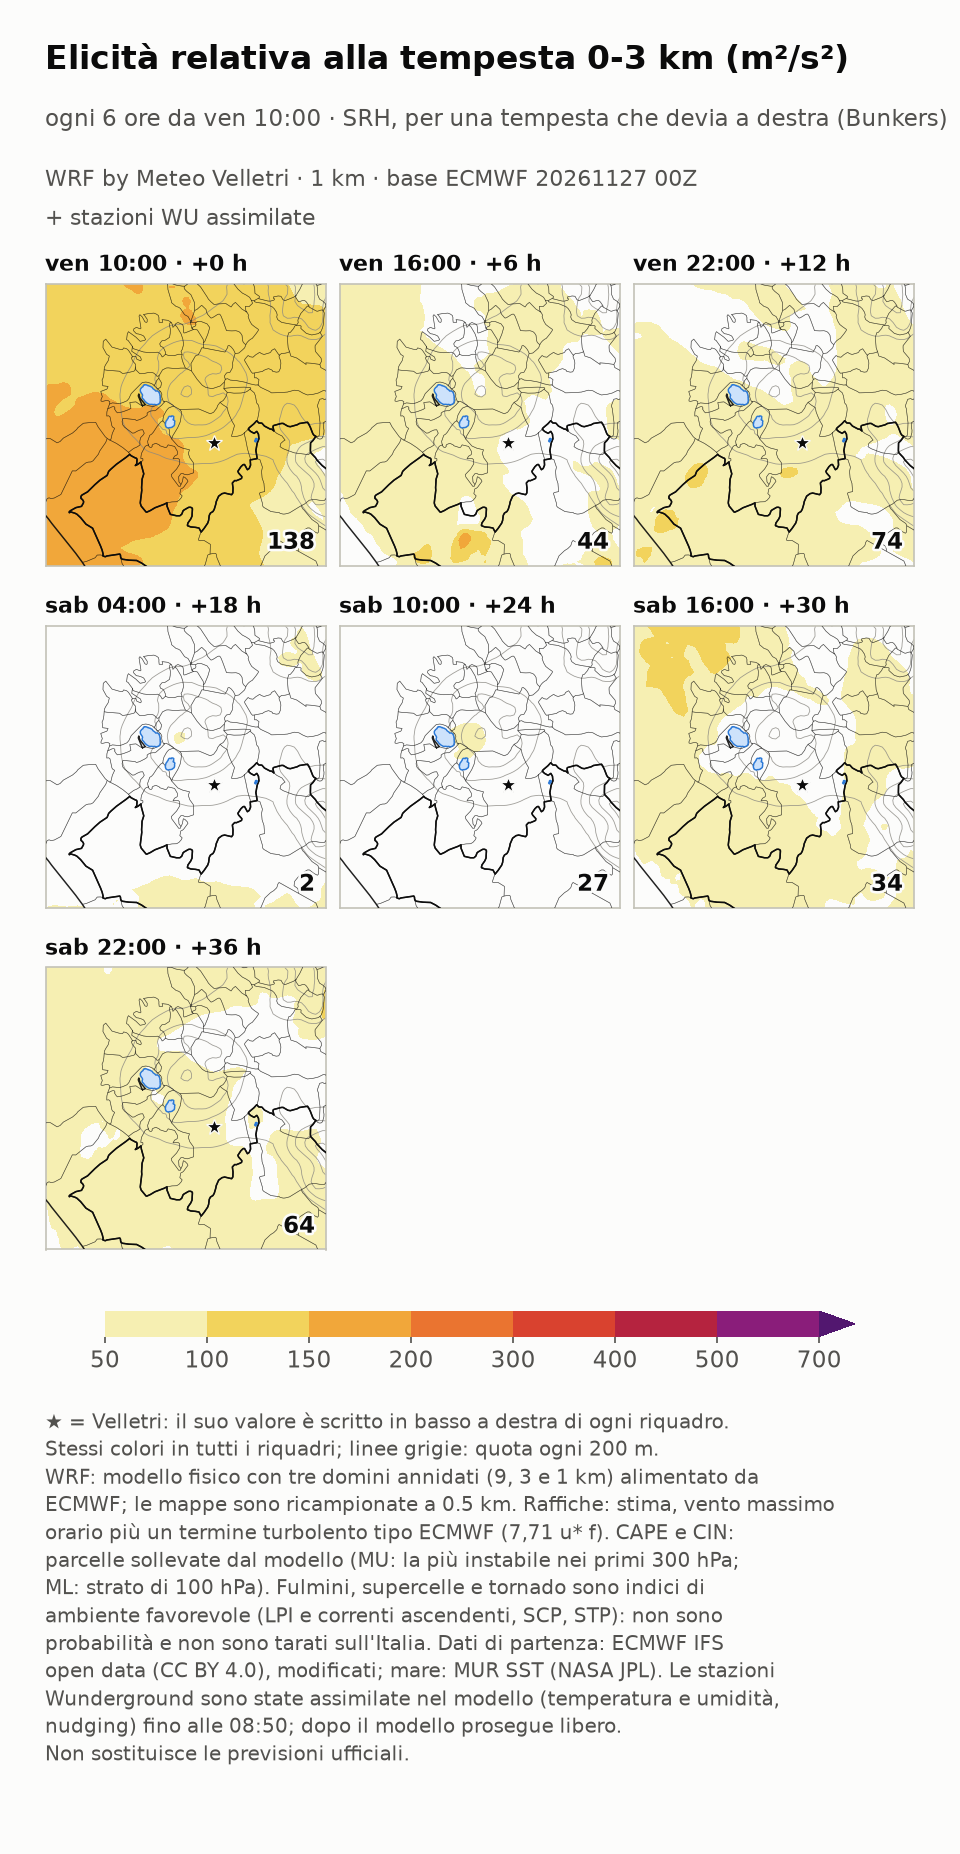 Elicità relativa alla tempesta 0-3 km (m²/s²)
ogni 6 ore da ven 10:00 · SRH, per una tempesta che devia a destra (Bunkers)
WRF by Meteo Velletri · 1 km · base ECMWF 20261127 00Z
+ stazioni WU assimilate
ven 10:00 · +0 h
ven 16:00 · +6 h
ven 22:00 · +12 h
138
44
74
sab 04:00 · +18 h
sab 10:00 · +24 h
sab 16:00 · +30 h
2
27
34
sab 22:00 · +36 h
64
50 100 150 200 300 400 500 700
★ = Velletri: il suo valore è scritto in basso a destra di ogni riquadro.
Stessi colori in tutti i riquadri; linee grigie: quota ogni 200 m.
WRF: modello fisico con tre domini annidati (9, 3 e 1 km) alimentato da
ECMWF; le mappe sono ricampionate a 0.5 km. Raffiche: stima, vento massimo
orario più un termine turbolento tipo ECMWF (7,71 u* f). CAPE e CIN:
parcelle sollevate dal modello (MU: la più instabile nei primi 300 hPa;
ML: strato di 100 hPa). Fulmini, supercelle e tornado sono indici di
ambiente favorevole (LPI e correnti ascendenti, SCP, STP): non sono
probabilità e non sono tarati sull'Italia. Dati di partenza: ECMWF IFS
open data (CC BY 4.0), modificati; mare: MUR SST (NASA JPL). Le stazioni
Wunderground sono state assimilate nel modello (temperatura e umidità,
nudging) fino alle 08:50; dopo il modello prosegue libero.
Non sostituisce le previsioni ufficiali.